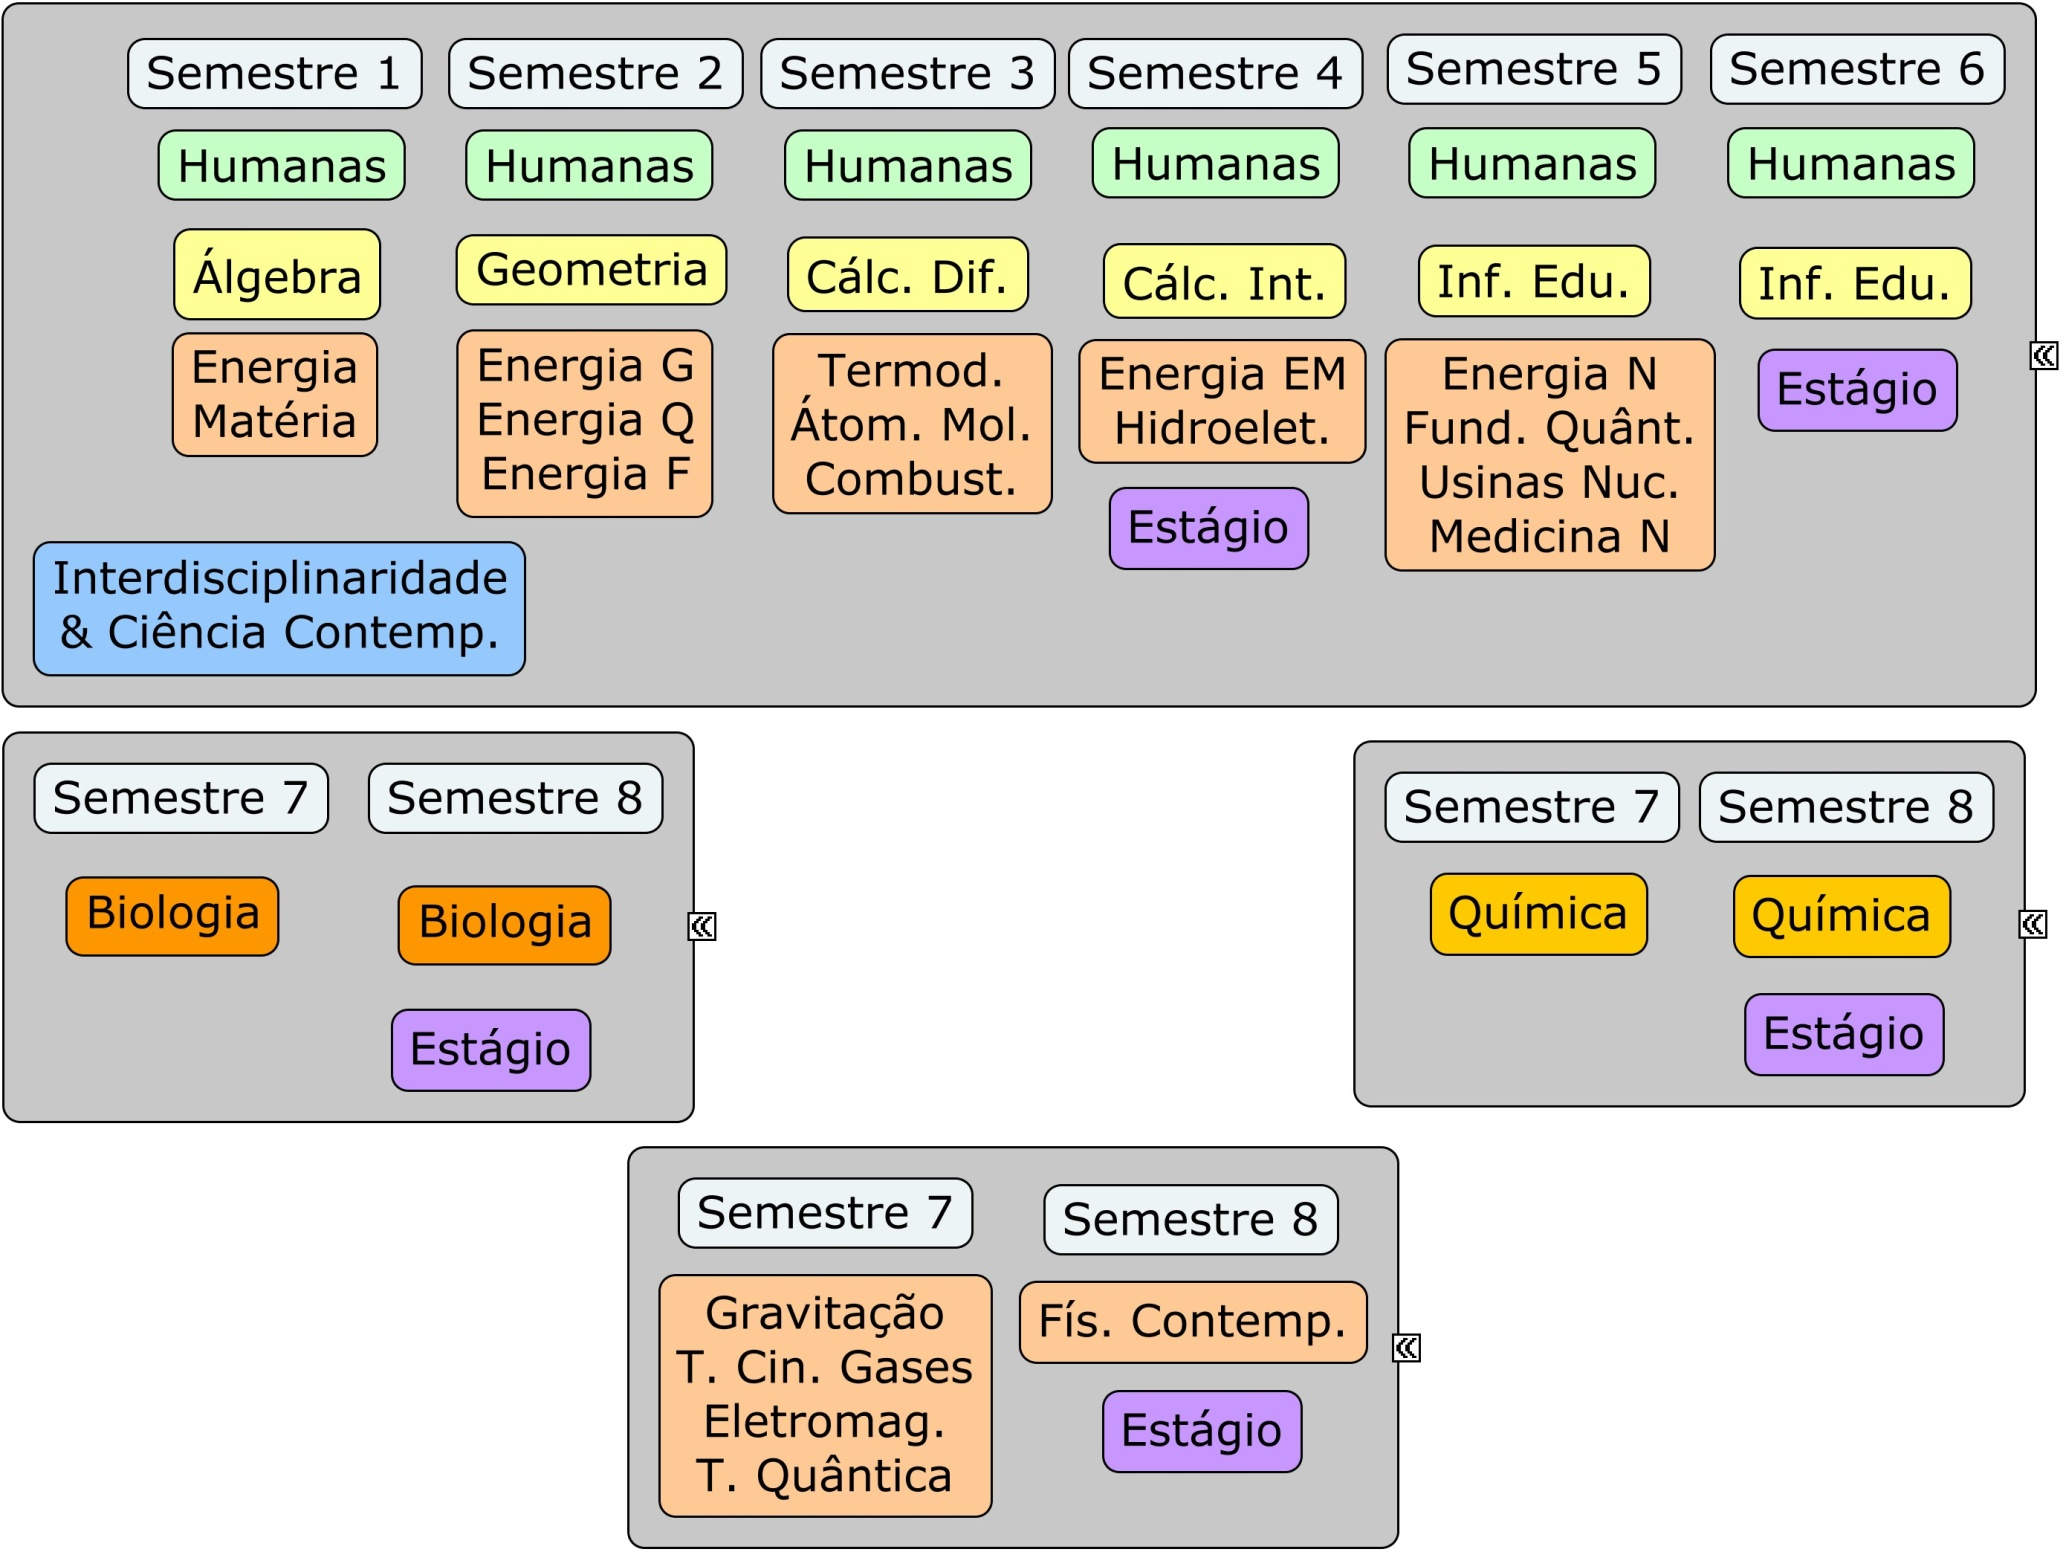 Semestre 1
Semestre 2
Semestre 3
Semestre 4
Semestre 5
Semestre 6
Humanas
Humanas
Humanas
Humanas
Humanas
Humanas
Álgebra
Geometria
Cálc. Dif.
Cálc. Int.
Inf. Edu.
Inf. Edu.
Energia
Matéria
Energia G
Energia Q
Energia F
Termod.
Átom. Mol.
Combust.
Energia EM
Hidroelet.
Energia N
Fund. Quânt.
Usinas Nuc.
Medicina N
Estágio
Estágio
Interdisciplinaridade
& Ciência Contemp.
Semestre 7
Semestre 8
Biologia
Biologia
Estágio
Semestre 7
Semestre 8
Química
Química
Estágio
Semestre 7
Semestre 8
Gravitação
T. Cin. Gases
Eletromag.
T. Quântica
Fís. Contemp.
Estágio